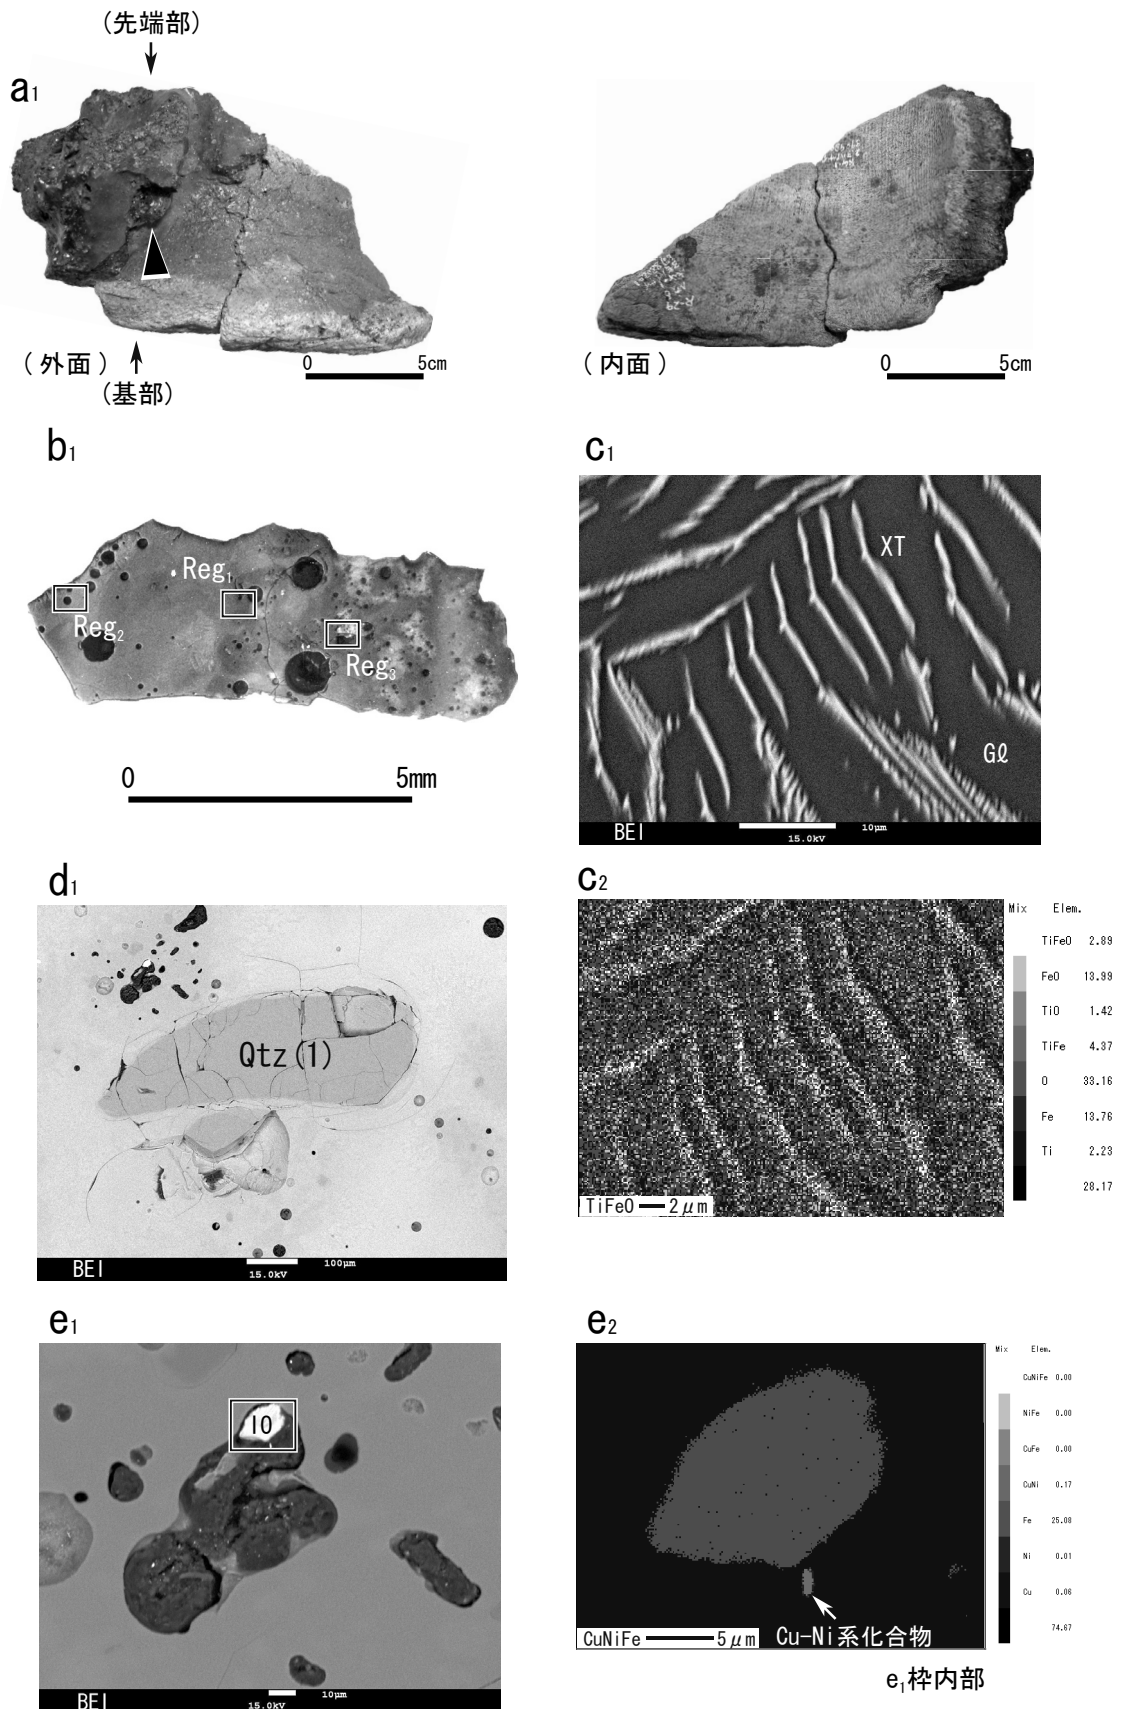 (先端部)
a1
(外面)
(基部)
0 5cm
(内面)
0 5cm
b1
Reg1
Reg2
Reg3
0 5mm
c1
XT
Gℓ
BEI
15.0kV
10μm
d1
Qtz(1)
BEI
15.0kV
100μm
c2
Mix Elem.
TiFeO 2.89
FeO 13.99
TiO 1.42
TiFe 4.37
O 33.16
Fe 13.76
Ti 2.23
28.17
TiFeO 2μm
e1
IO
BEI
15.0kV
10μm
e2
Mix Elem.
CuNiFe 0.00
NiFe 0.00
CuFe 0.00
CuNi 0.17
Fe 25.08
Ni 0.01
Cu 0.06
74.67
CuNiFe 5μm
Cu-Ni系化合物
e1枠内部